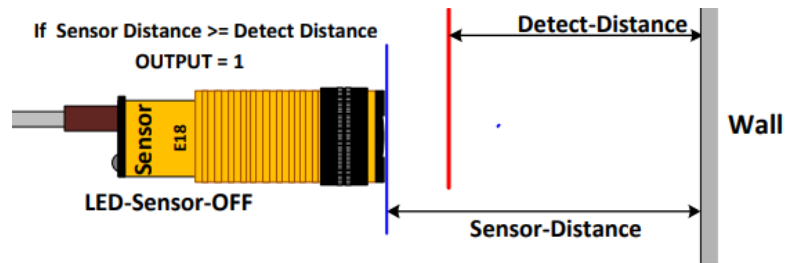 If Sensor Distance >= Detect Distance
OUTPUT = 1
Detect-Distance
Sensor
E18
Wall
LED-Sensor-OFF
Sensor-Distance